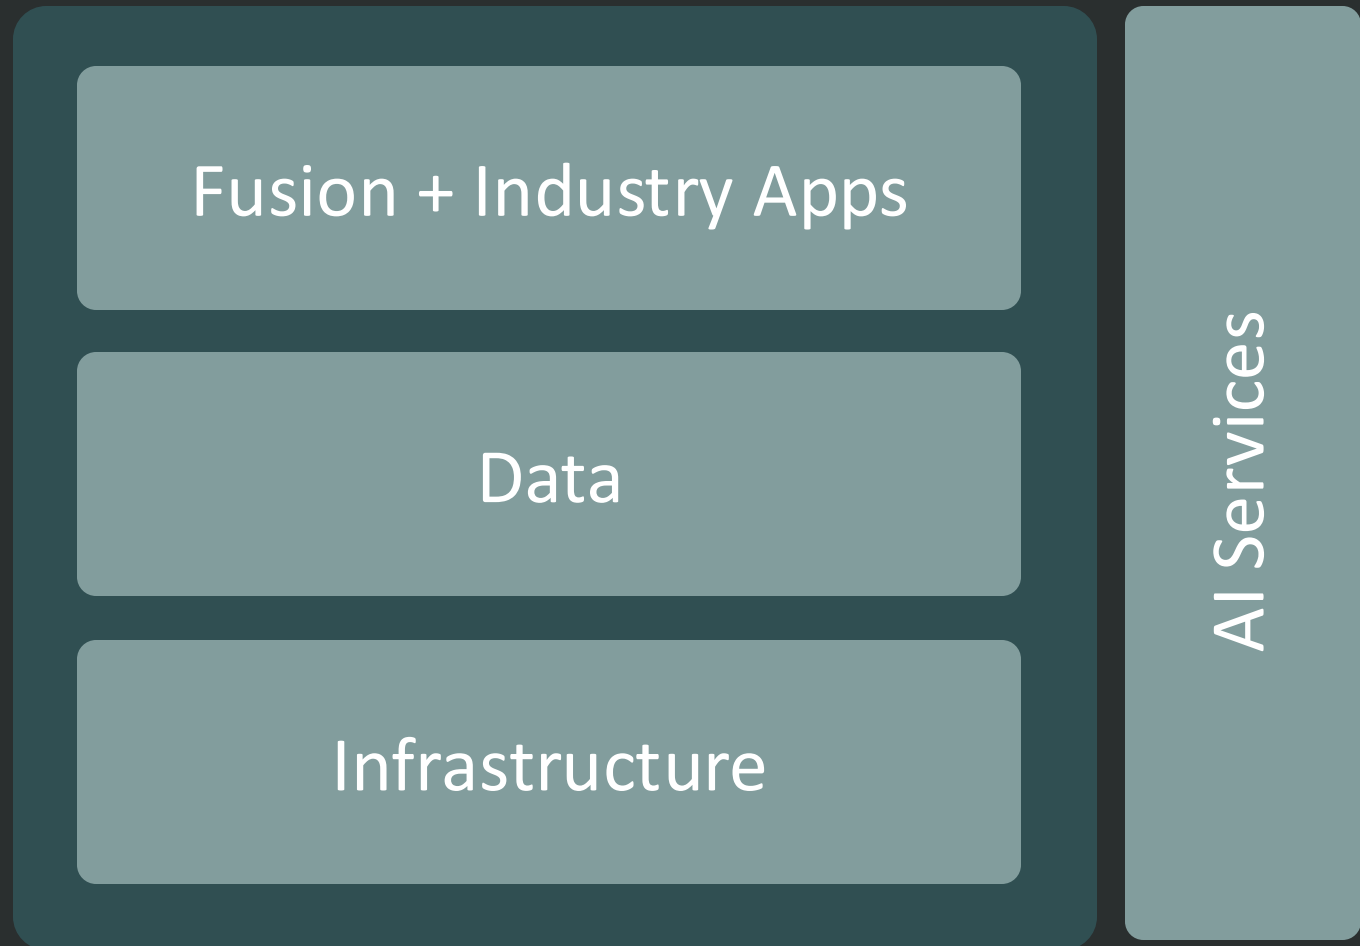 Fusion + Industry Apps
Data
Infrastructure
AI Services